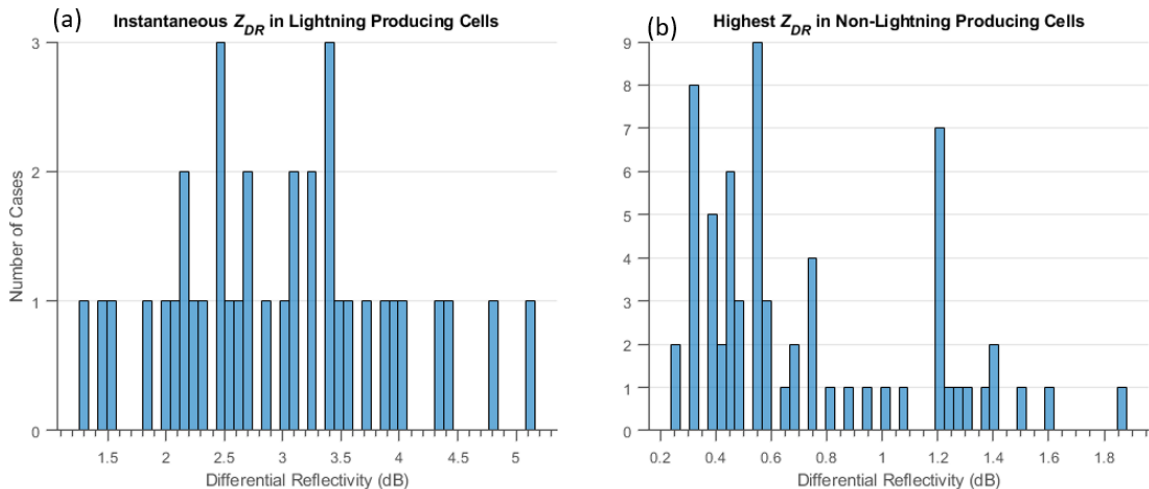 (a) Instantaneous ZDR in Lightning Producing Cells
3
2
1
0
Number of Cases
1.5 2 2.5 3 3.5 4 4.5 5
Differential Reflectivity (dB)
(b) Highest ZDR in Non-Lightning Producing Cells
9
8
7
6
5
4
3
2
1
0
0.2 0.4 0.6 0.8 1 1.2 1.4 1.6 1.8
Differential Reflectivity (dB)